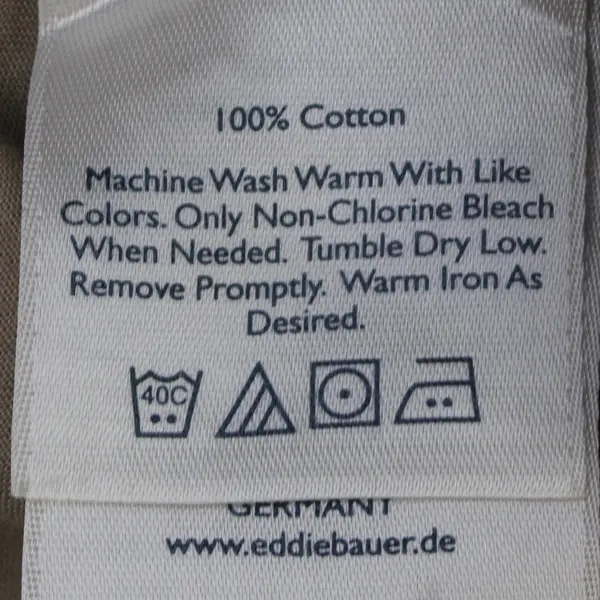 100% Cotton
Machine Wash Warm With Like
Colors. Only Non-Chlorine Bleach
When Needed. Tumble Dry Low.
Remove Promptly. Warm Iron As
Desired.
40C
GERMANY
www.eddiebauer.de